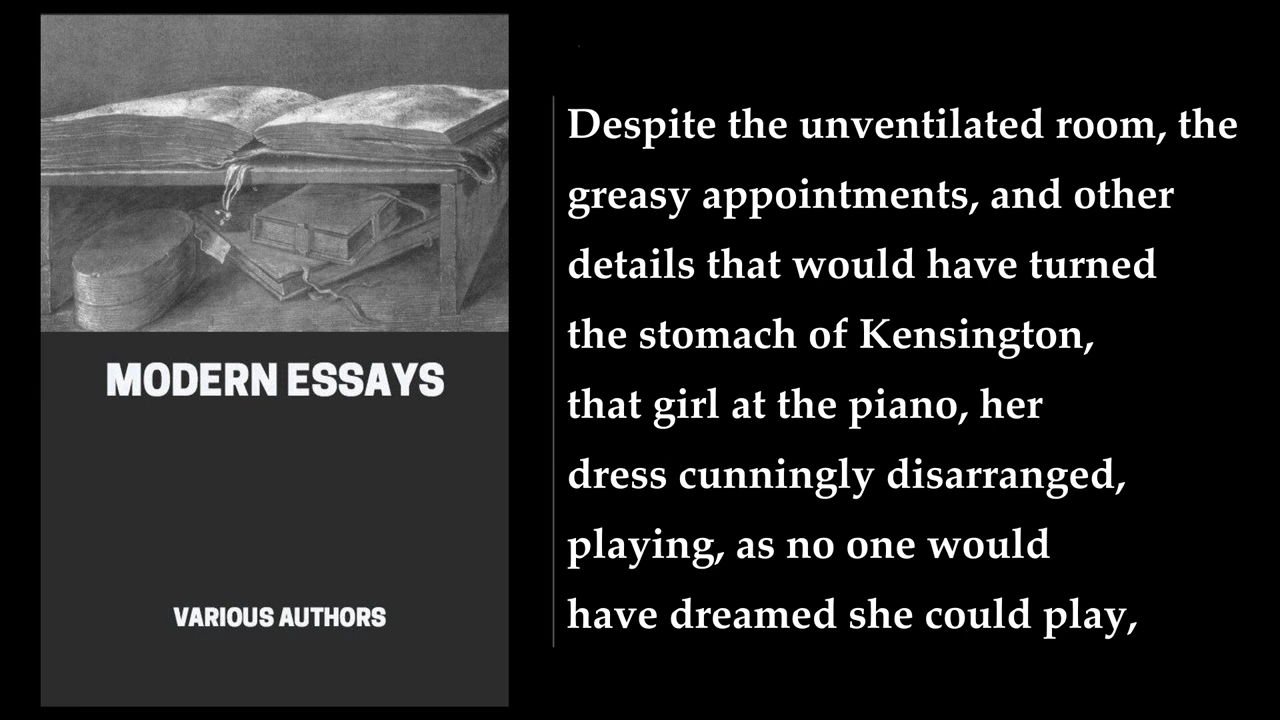 MODERN ESSAYS
VARIOUS AUTHORS
Despite the unventilated room, the
greasy appointments, and other
details that would have turned
the stomach of Kensington,
that girl at the piano, her
dress cunningly disarranged,
playing, as no one would
have dreamed she could play,